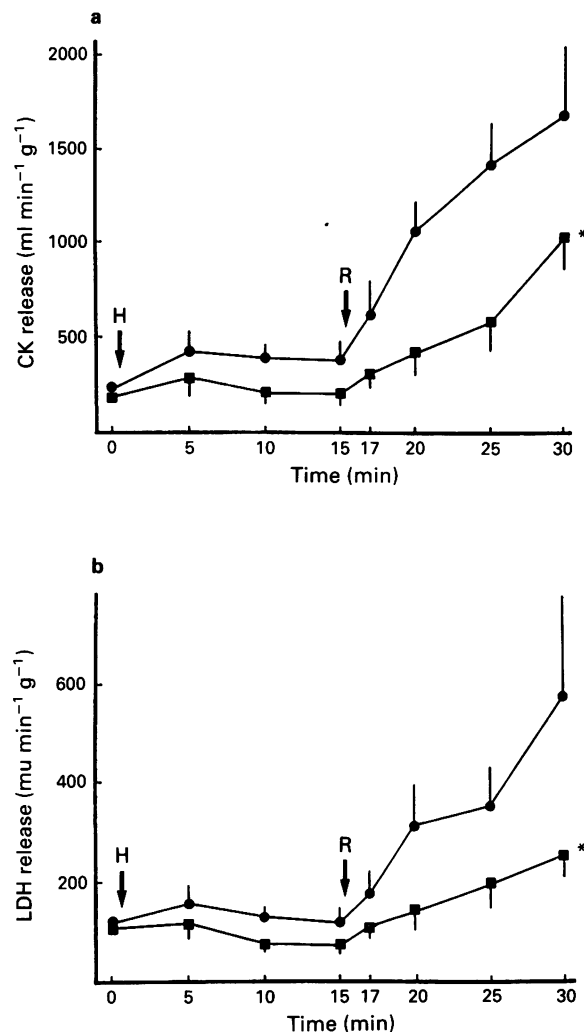 a
2000
1500
1000
500
CK release (ml min⁻¹ g⁻¹)
H
R
*
0 5 10 15 17 20 25 30
Time (min)
b
600
400
200
LDH release (mu min⁻¹ g⁻¹)
H
R
*
0 5 10 15 17 20 25 30
Time (min)